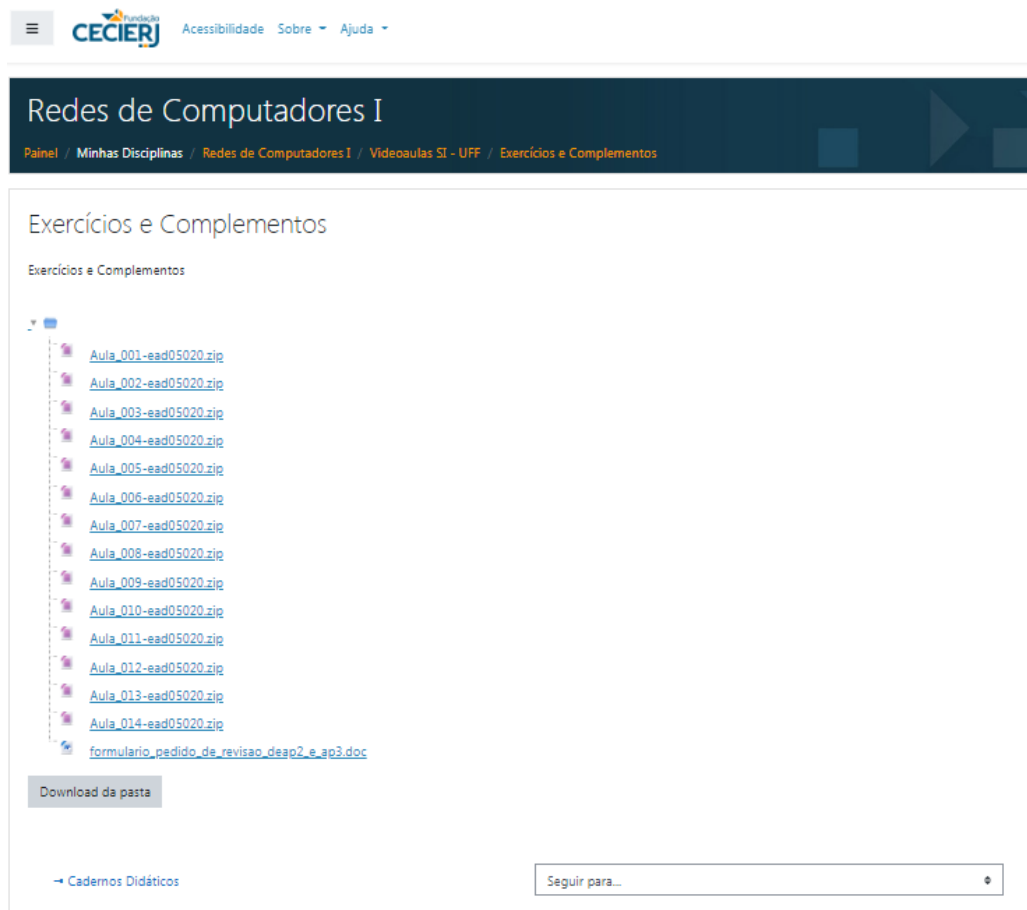 Fundação
CECIERJ Acessibilidade Sobre Ajuda
Redes de Computadores I
Painel / Minhas Disciplinas / Redes de Computadores I / Videoaulas SI - UFF / Exercícios e Complementos
Exercícios e Complementos
Exercícios e Complementos
Aula_001-ead05020.zip
Aula_002-ead05020.zip
Aula_003-ead05020.zip
Aula_004-ead05020.zip
Aula_005-ead05020.zip
Aula_006-ead05020.zip
Aula_007-ead05020.zip
Aula_008-ead05020.zip
Aula_009-ead05020.zip
Aula_010-ead05020.zip
Aula_011-ead05020.zip
Aula_012-ead05020.zip
Aula_013-ead05020.zip
Aula_014-ead05020.zip
formulario_pedido_de_revisao_deap2_e_ap3.doc
Download da pasta
→ Cadernos Didáticos
Seguir para...